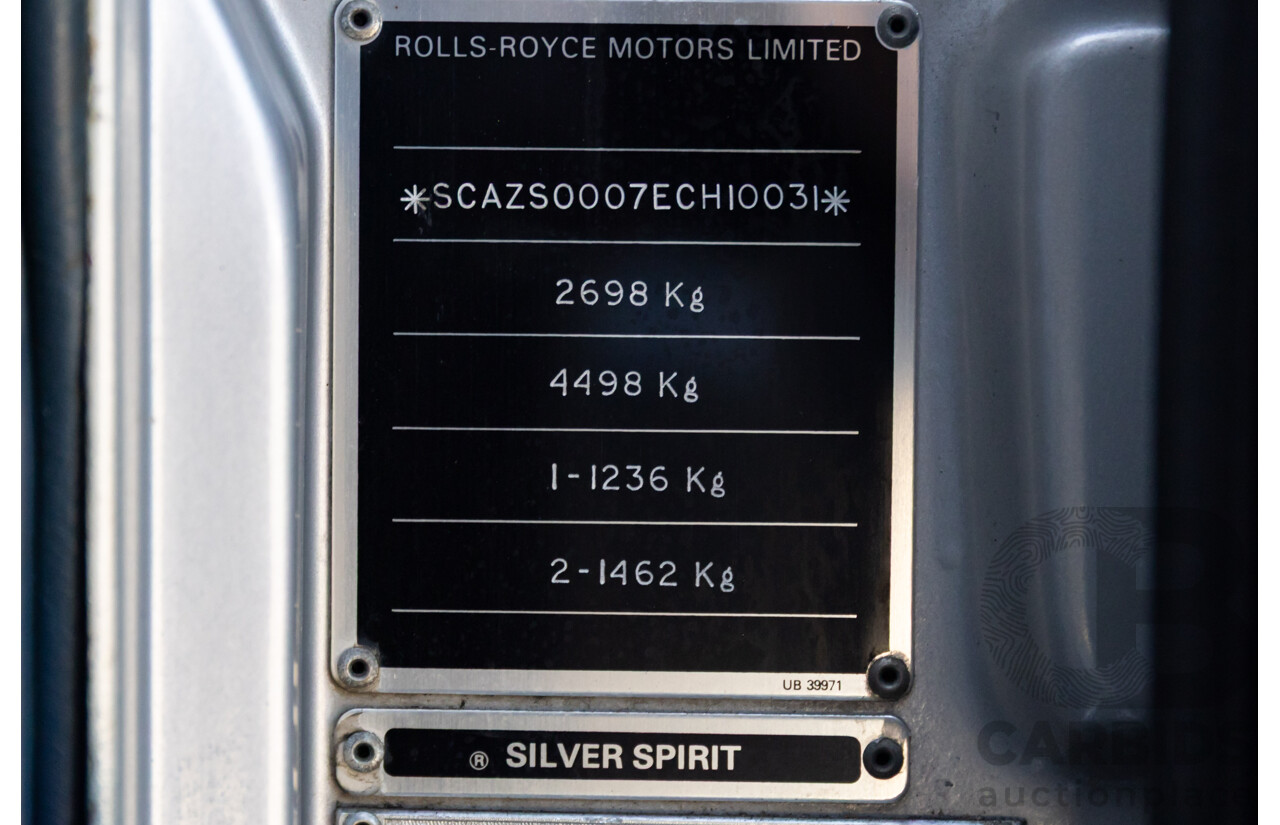 ROLLS-ROYCE MOTORS LIMITED
*SCAZS0007ECH10031*
2698 Kg
4498 Kg
1-1236 Kg
2-1462 Kg
UB 39971
® SILVER SPIRIT